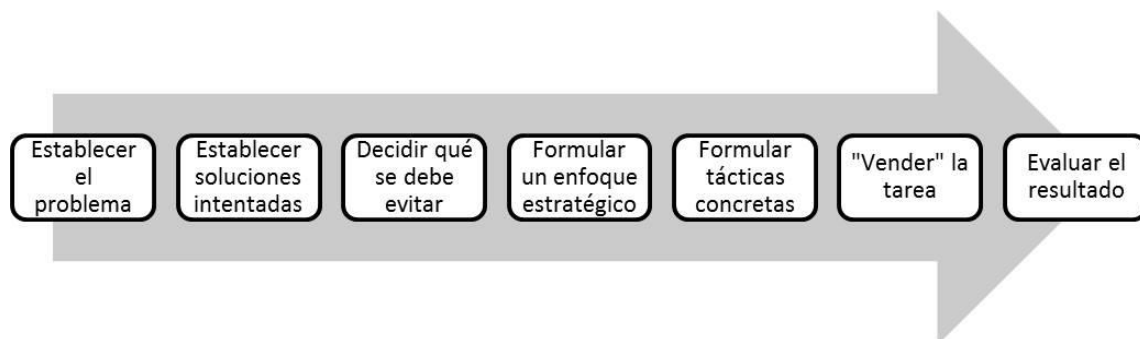 Establecer
el
problema
Establecer
soluciones
intentadas
Decidir qué
se debe
evitar
Formular
un enfoque
estratégico
Formular
tácticas
concretas
"Vender" la
tarea
Evaluar el
resultado